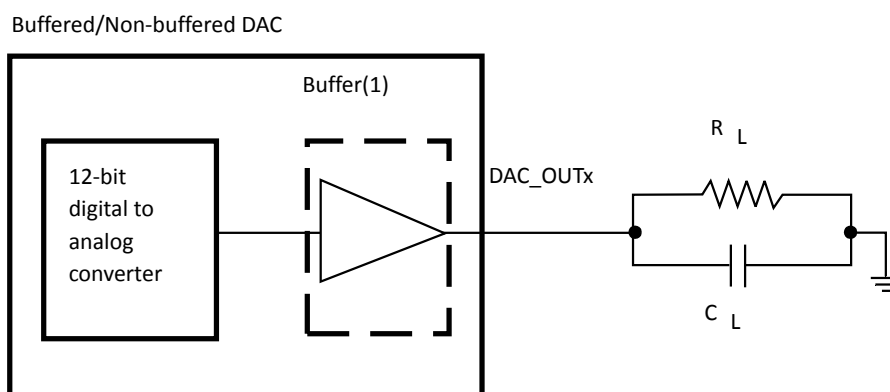 Buffered/Non-buffered DAC
Buffer(1)
12-bit
digital to
analog
converter
DAC_OUTx
R L
C L